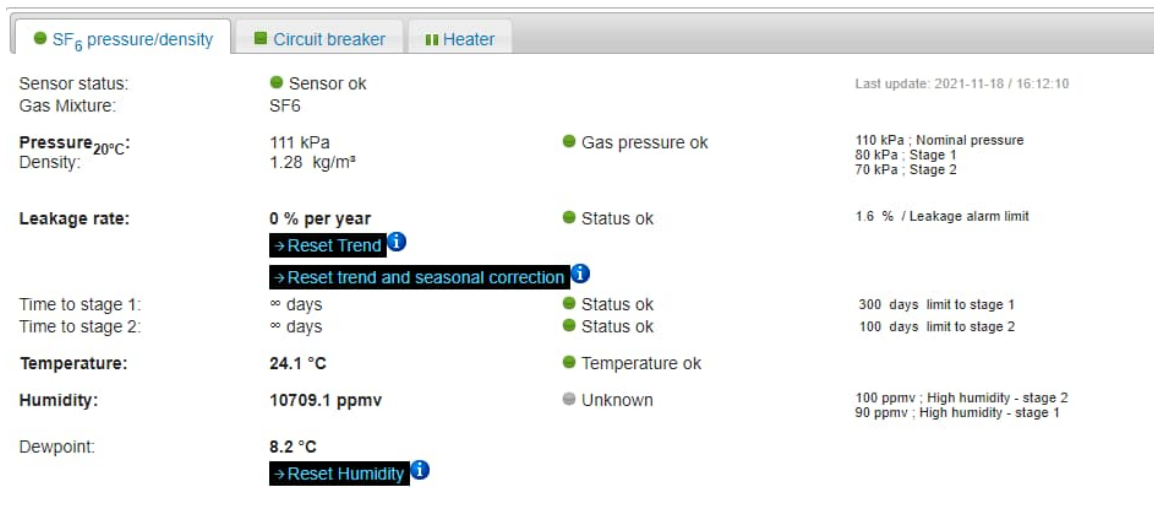 SF6 pressure/density Circuit breaker Heater
Sensor status: Sensor ok Last update: 2021-11-18 / 16:12:10
Gas Mixture: SF6
Pressure20°C: 111 kPa Gas pressure ok 110 kPa ; Nominal pressure
Density: 1.28 kg/m³ 80 kPa ; Stage 1
70 kPa ; Stage 2
Leakage rate: 0 % per year Status ok 1.6 % / Leakage alarm limit
→Reset Trend i
→Reset trend and seasonal correction i
Time to stage 1: ∞ days Status ok 300 days limit to stage 1
Time to stage 2: ∞ days Status ok 100 days limit to stage 2
Temperature: 24.1 °C Temperature ok
Humidity: 10709.1 ppmv Unknown 100 ppmv ; High humidity - stage 2
90 ppmv ; High humidity - stage 1
Dewpoint: 8.2 °C
→Reset Humidity i